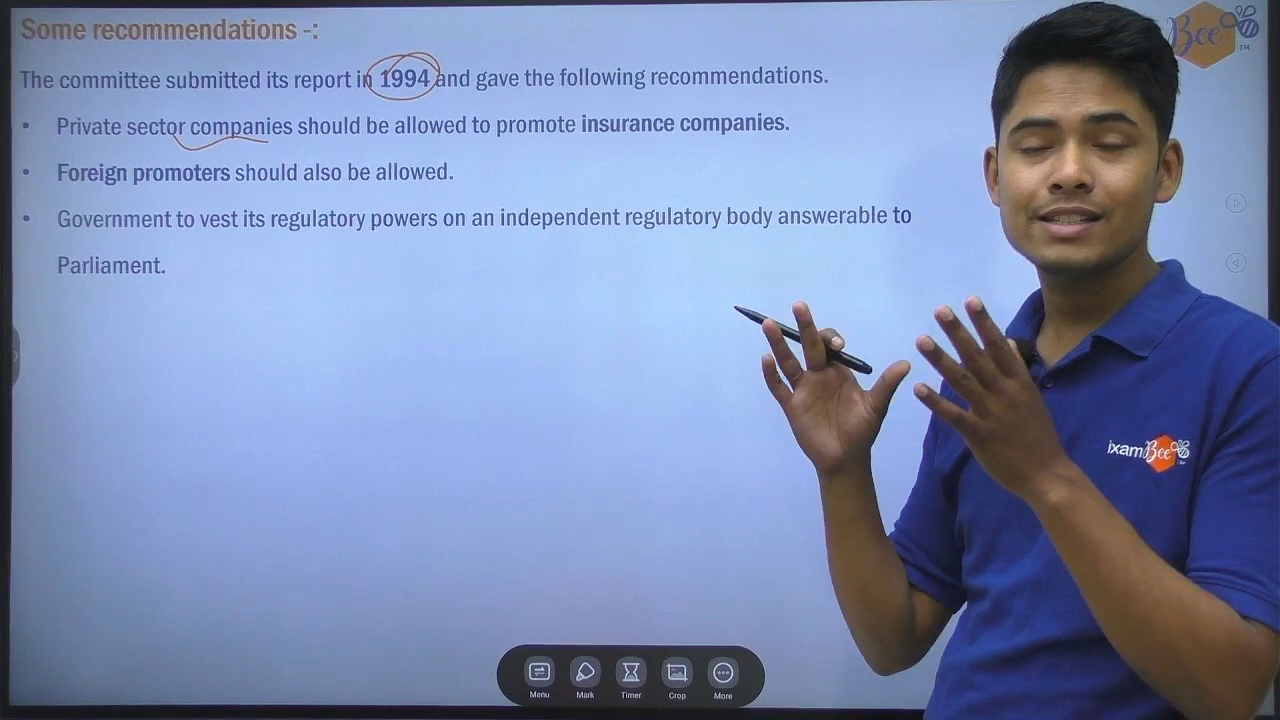 Some recommendations -:
The committee submitted its report in 1994 and gave the following recommendations.
• Private sector companies should be allowed to promote insurance companies.
• Foreign promoters should also be allowed.
• Government to vest its regulatory powers on an independent regulatory body answerable to
Parliament.
Bee
TM
ixamBee
Menu Mark Timer Crop More